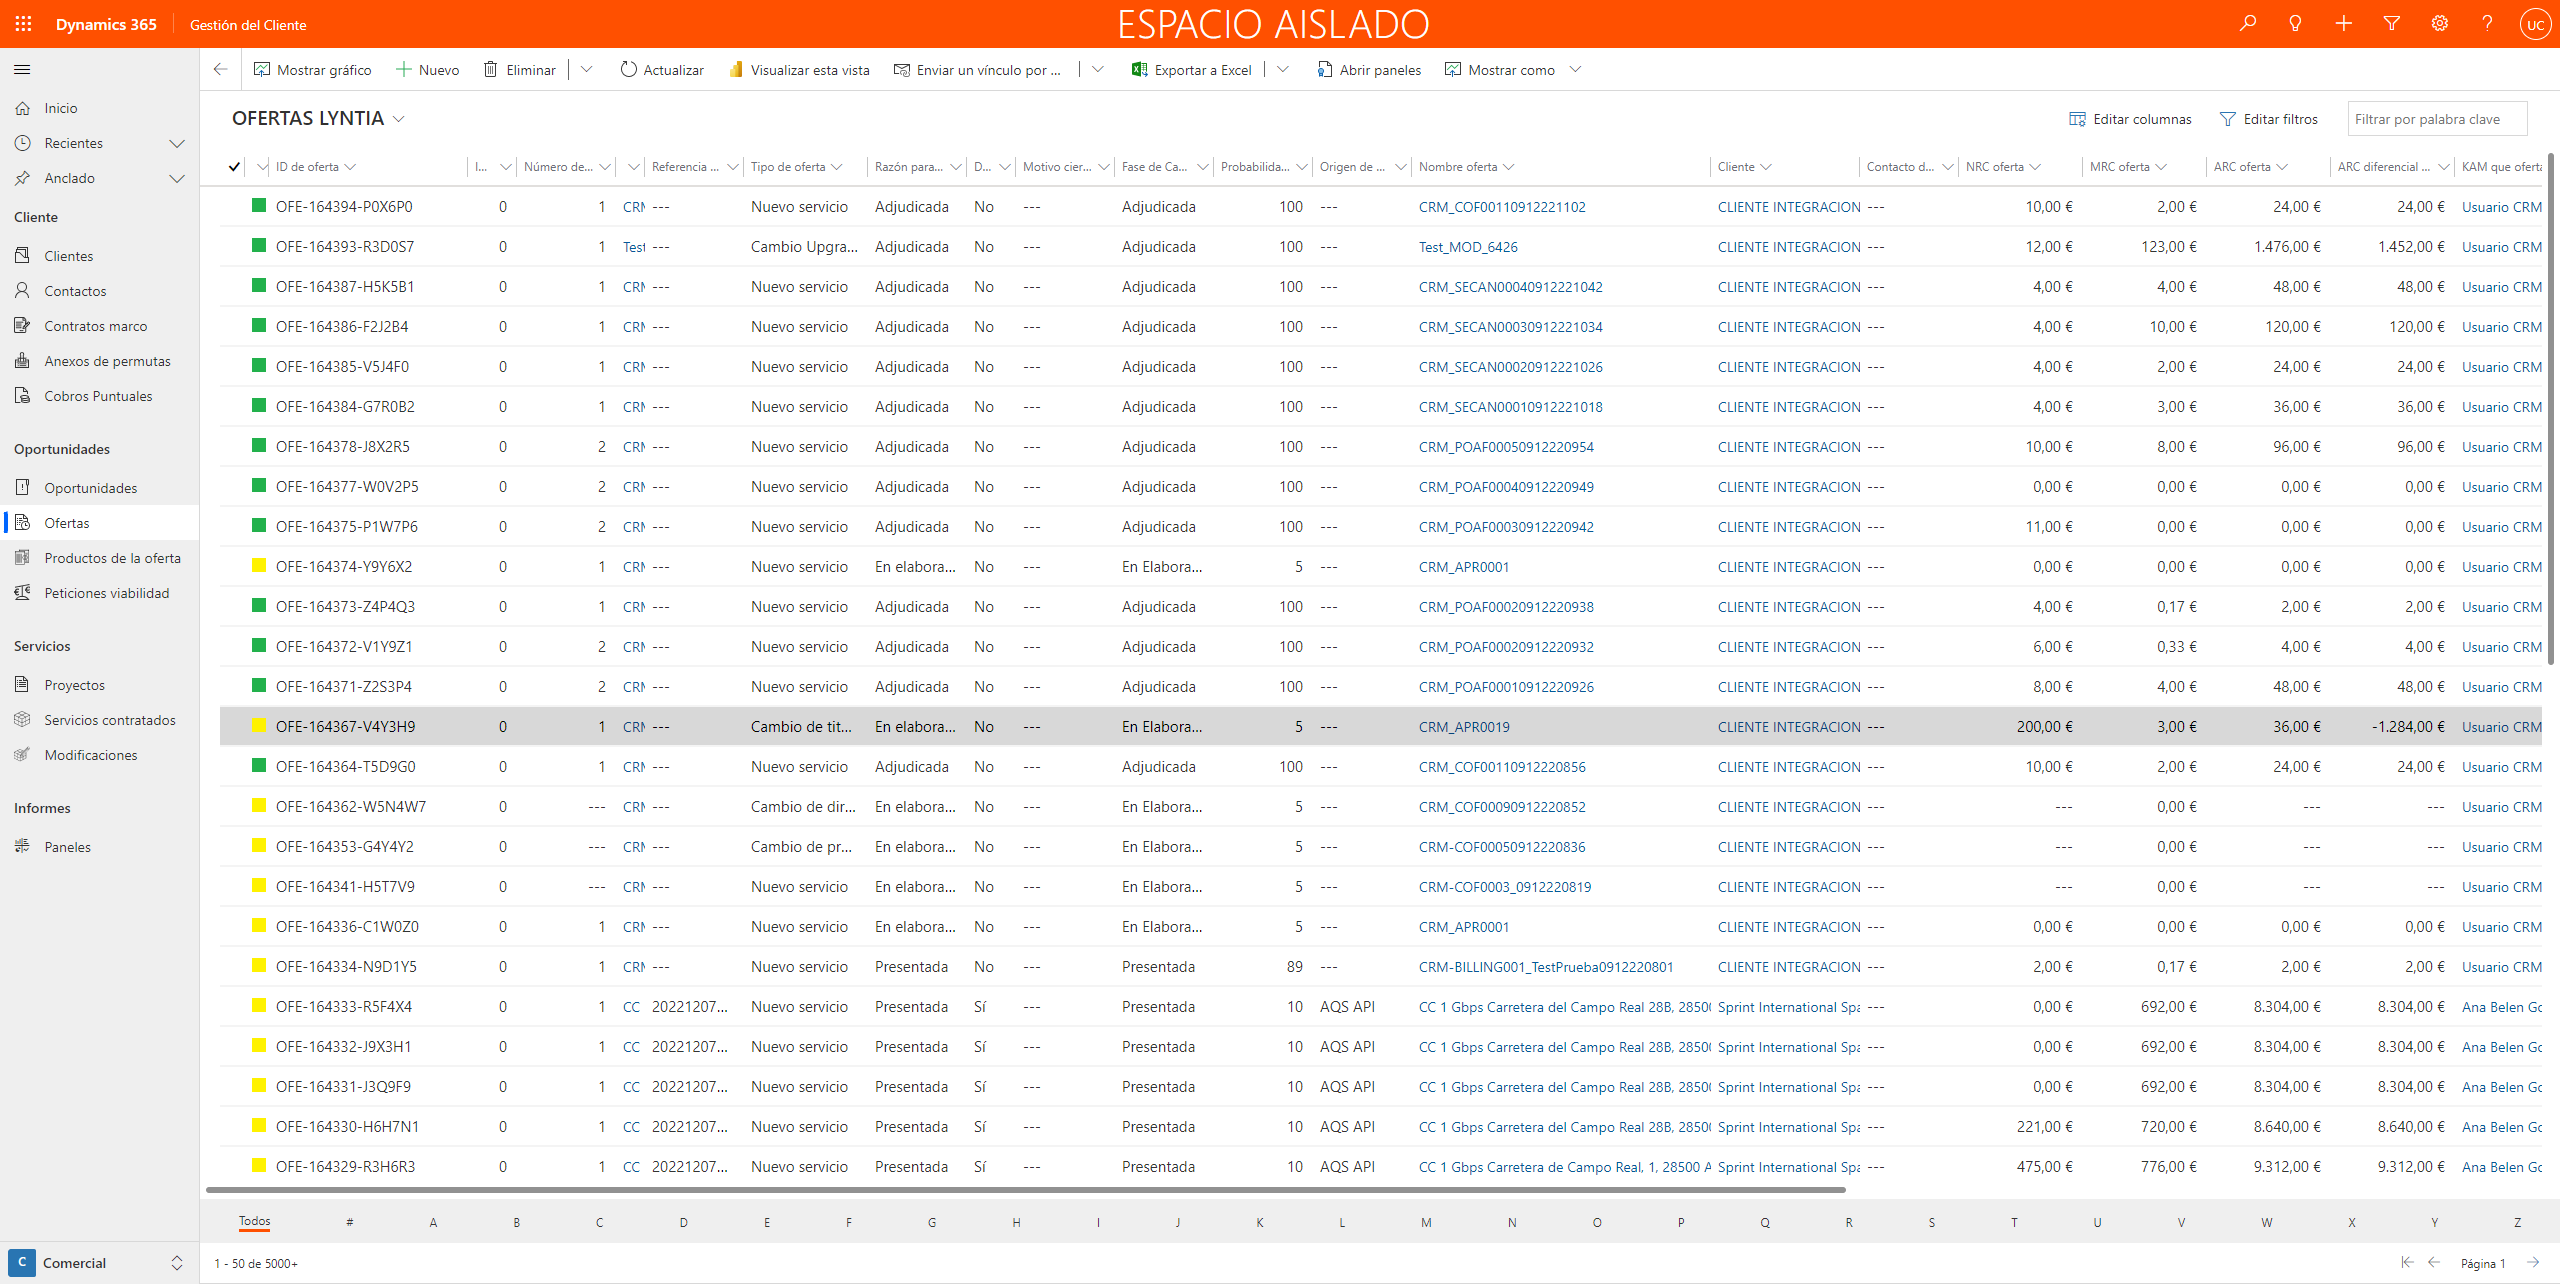 Dynamics 365 Gestión del Cliente ESPACIO AISLADO UC
Mostrar gráfico Nuevo Eliminar Actualizar Visualizar esta vista Enviar un vínculo por ... Exportar a Excel Abrir paneles Mostrar como
Inicio
Recientes
Anclado
Cliente
Clientes
Contactos
Contratos marco
Anexos de permutas
Cobros Puntuales
Oportunidades
Oportunidades
Ofertas
Productos de la oferta
Peticiones viabilidad
Servicios
Proyectos
Servicios contratados
Modificaciones
Informes
Paneles
C Comercial
OFERTAS LYNTIA Editar columnas Editar filtros Filtrar por palabra clave
ID de oferta I... Número de... Referencia ... Tipo de oferta Razón para... D... Motivo cier... Fase de Ca... Probabilida... Origen de ... Nombre oferta Cliente Contacto d... NRC oferta MRC oferta ARC oferta ARC diferencial ... KAM que oferta
OFE-164394-P0X6P0 0 1 CRM --- Nuevo servicio Adjudicada No --- Adjudicada 100 --- CRM_COF00110912221102 CLIENTE INTEGRACION --- 10,00 € 2,00 € 24,00 € 24,00 € Usuario CRM
OFE-164393-R3D0S7 0 1 Test --- Cambio Upgra... Adjudicada No --- Adjudicada 100 --- Test_MOD_6426 CLIENTE INTEGRACION --- 12,00 € 123,00 € 1.476,00 € 1.452,00 € Usuario CRM
OFE-164387-H5K5B1 0 1 CRM --- Nuevo servicio Adjudicada No --- Adjudicada 100 --- CRM_SECAN00040912221042 CLIENTE INTEGRACION --- 4,00 € 4,00 € 48,00 € 48,00 € Usuario CRM
OFE-164386-F2J2B4 0 1 CRM --- Nuevo servicio Adjudicada No --- Adjudicada 100 --- CRM_SECAN00030912221034 CLIENTE INTEGRACION --- 4,00 € 10,00 € 120,00 € 120,00 € Usuario CRM
OFE-164385-V5J4F0 0 1 CRM --- Nuevo servicio Adjudicada No --- Adjudicada 100 --- CRM_SECAN00020912221026 CLIENTE INTEGRACION --- 4,00 € 2,00 € 24,00 € 24,00 € Usuario CRM
OFE-164384-G7R0B2 0 1 CRM --- Nuevo servicio Adjudicada No --- Adjudicada 100 --- CRM_SECAN00010912221018 CLIENTE INTEGRACION --- 4,00 € 3,00 € 36,00 € 36,00 € Usuario CRM
OFE-164378-J8X2R5 0 2 CRM --- Nuevo servicio Adjudicada No --- Adjudicada 100 --- CRM_POAF00050912220954 CLIENTE INTEGRACION --- 10,00 € 8,00 € 96,00 € 96,00 € Usuario CRM
OFE-164377-W0V2P5 0 2 CRM --- Nuevo servicio Adjudicada No --- Adjudicada 100 --- CRM_POAF00040912220949 CLIENTE INTEGRACION --- 0,00 € 0,00 € 0,00 € 0,00 € Usuario CRM
OFE-164375-P1W7P6 0 2 CRM --- Nuevo servicio Adjudicada No --- Adjudicada 100 --- CRM_POAF00030912220942 CLIENTE INTEGRACION --- 11,00 € 0,00 € 0,00 € 0,00 € Usuario CRM
OFE-164374-Y9Y6X2 0 1 CRM --- Nuevo servicio En elabora... No --- En Elabora... 5 --- CRM_APR0001 CLIENTE INTEGRACION --- 0,00 € 0,00 € 0,00 € 0,00 € Usuario CRM
OFE-164373-Z4P4Q3 0 1 CRM --- Nuevo servicio Adjudicada No --- Adjudicada 100 --- CRM_POAF00020912220938 CLIENTE INTEGRACION --- 4,00 € 0,17 € 2,00 € 2,00 € Usuario CRM
OFE-164372-V1Y9Z1 0 2 CRM --- Nuevo servicio Adjudicada No --- Adjudicada 100 --- CRM_POAF00020912220932 CLIENTE INTEGRACION --- 6,00 € 0,33 € 4,00 € 4,00 € Usuario CRM
OFE-164371-Z2S3P4 0 2 CRM --- Nuevo servicio Adjudicada No --- Adjudicada 100 --- CRM_POAF00010912220926 CLIENTE INTEGRACION --- 8,00 € 4,00 € 48,00 € 48,00 € Usuario CRM
OFE-164367-V4Y3H9 0 1 CRM --- Cambio de tit... En elabora... No --- En Elabora... 5 --- CRM_APR0019 CLIENTE INTEGRACION --- 200,00 € 3,00 € 36,00 € -1.284,00 € Usuario CRM
OFE-164364-T5D9G0 0 1 CRM --- Nuevo servicio Adjudicada No --- Adjudicada 100 --- CRM_COF00110912220856 CLIENTE INTEGRACION --- 10,00 € 2,00 € 24,00 € 24,00 € Usuario CRM
OFE-164362-W5N4W7 0 --- CRM --- Cambio de dir... En elabora... No --- En Elabora... 5 --- CRM_COF00090912220852 CLIENTE INTEGRACION --- --- 0,00 € --- --- Usuario CRM
OFE-164353-G4Y4Y2 0 --- CRM --- Cambio de pr... En elabora... No --- En Elabora... 5 --- CRM-COF00050912220836 CLIENTE INTEGRACION --- --- 0,00 € --- --- Usuario CRM
OFE-164341-H5T7V9 0 --- CRM --- Nuevo servicio En elabora... No --- En Elabora... 5 --- CRM-COF0003_0912220819 CLIENTE INTEGRACION --- --- 0,00 € --- --- Usuario CRM
OFE-164336-C1W0Z0 0 1 CRM --- Nuevo servicio En elabora... No --- En Elabora... 5 --- CRM_APR0001 CLIENTE INTEGRACION --- 0,00 € 0,00 € 0,00 € 0,00 € Usuario CRM
OFE-164334-N9D1Y5 0 1 CRM --- Nuevo servicio Presentada No --- Presentada 89 --- CRM-BILLING001_TestPrueba0912220801 CLIENTE INTEGRACION --- 2,00 € 0,17 € 2,00 € 2,00 € Usuario CRM
OFE-164333-R5F4X4 0 1 CC 20221207... Nuevo servicio Presentada Sí --- Presentada 10 AQS API CC 1 Gbps Carretera del Campo Real 28B, 28500 Sprint International Spa --- 0,00 € 692,00 € 8.304,00 € 8.304,00 € Ana Belen Go
OFE-164332-J9X3H1 0 1 CC 20221207... Nuevo servicio Presentada Sí --- Presentada 10 AQS API CC 1 Gbps Carretera del Campo Real 28B, 28500 Sprint International Spa --- 0,00 € 692,00 € 8.304,00 € 8.304,00 € Ana Belen Go
OFE-164331-J3Q9F9 0 1 CC 20221207... Nuevo servicio Presentada Sí --- Presentada 10 AQS API CC 1 Gbps Carretera del Campo Real 28B, 28500 Sprint International Spa --- 0,00 € 692,00 € 8.304,00 € 8.304,00 € Ana Belen Go
OFE-164330-H6H7N1 0 1 CC 20221207... Nuevo servicio Presentada Sí --- Presentada 10 AQS API CC 1 Gbps Carretera del Campo Real 28B, 28500 Sprint International Spa --- 221,00 € 720,00 € 8.640,00 € 8.640,00 € Ana Belen Go
OFE-164329-R3H6R3 0 1 CC 20221207... Nuevo servicio Presentada Sí --- Presentada 10 AQS API CC 1 Gbps Carretera de Campo Real, 1, 28500 A Sprint International Spa --- 475,00 € 776,00 € 9.312,00 € 9.312,00 € Ana Belen Go
Todos # A B C D E F G H I J K L M N O P Q R S T U V W X Y Z
1 - 50 de 5000+ Página 1